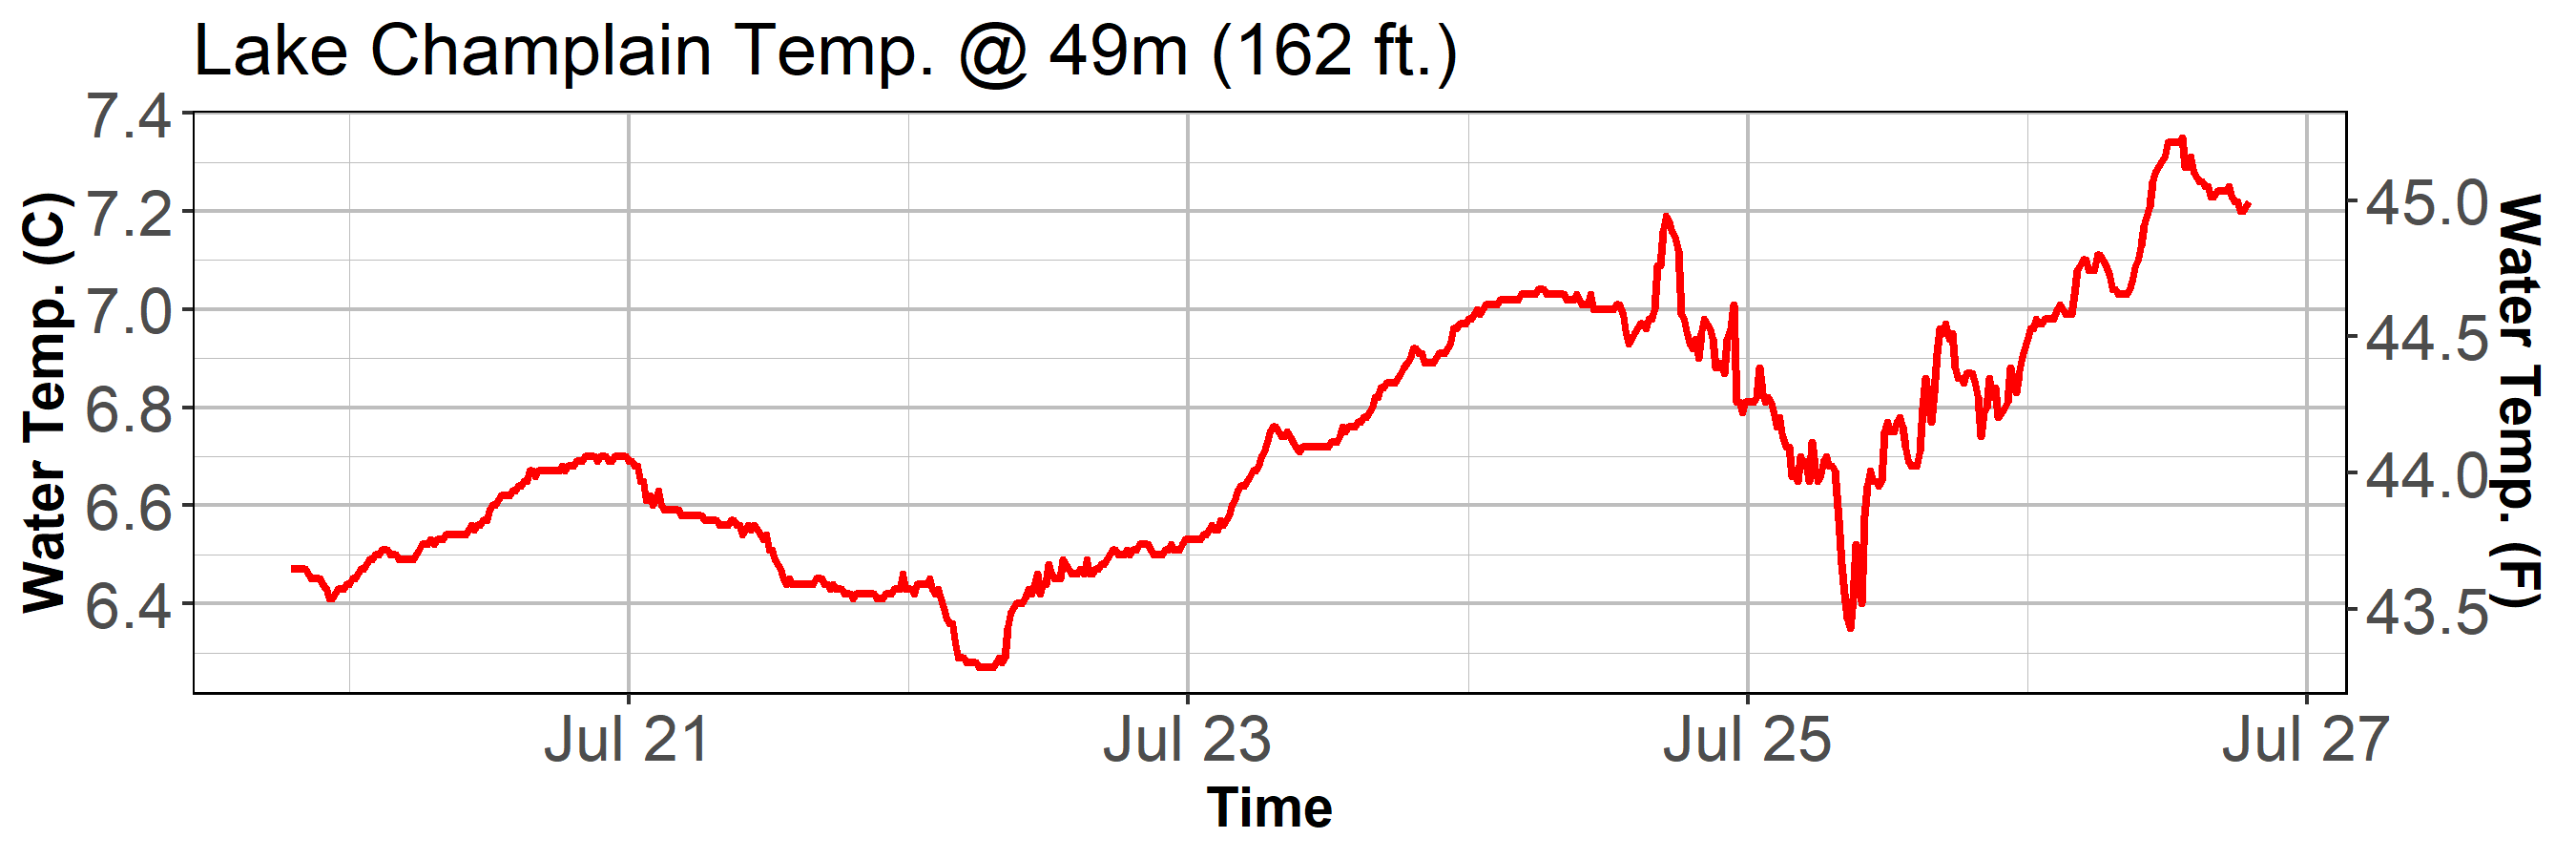 Lake Champlain Temp. @ 49m (162 ft.)
Water Temp. (C)
7.4
7.2
7.0
6.8
6.6
6.4
45.0
44.5
44.0
43.5
Water Temp. (F)
Jul 21 Jul 23 Jul 25 Jul 27
Time